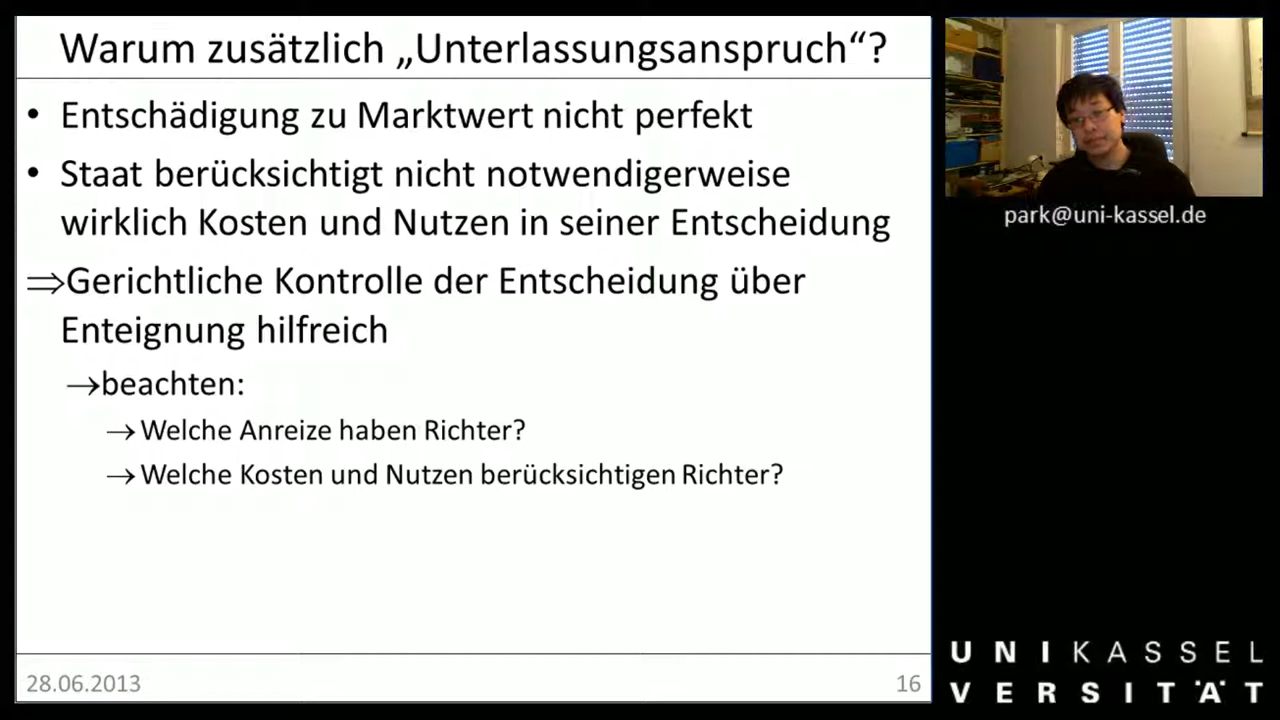 Warum zusätzlich „Unterlassungsanspruch“?
• Entschädigung zu Marktwert nicht perfekt
• Staat berücksichtigt nicht notwendigerweise
wirklich Kosten und Nutzen in seiner Entscheidung
⇒Gerichtliche Kontrolle der Entscheidung über
Enteignung hilfreich
→beachten:
→Welche Anreize haben Richter?
→Welche Kosten und Nutzen berücksichtigen Richter?
28.06.2013
16
park@uni-kassel.de
UNIKASSEL
VERSITÄT